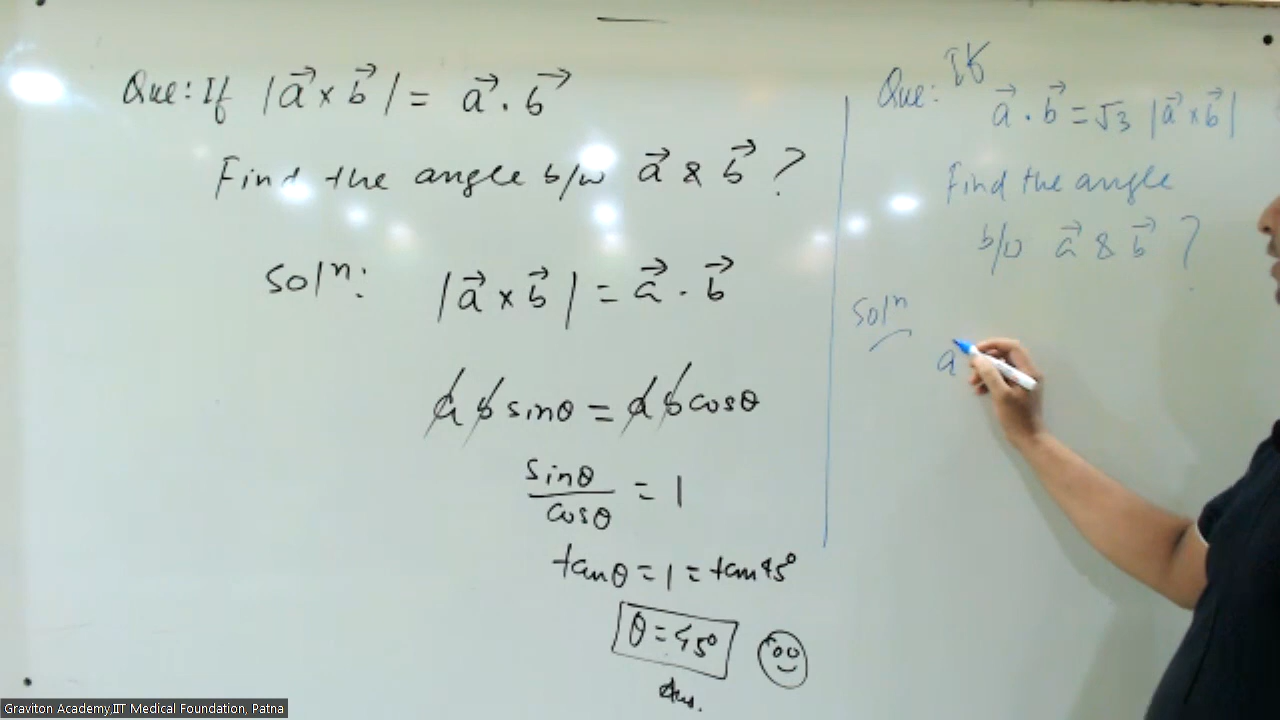 Que: If |a⃗ × b⃗| = a⃗ . b⃗
Find the angle b/w a⃗ & b⃗ ?
Solⁿ: |a⃗ × b⃗| = a⃗ . b⃗
a b sinθ = a b cosθ
sinθ/cosθ = 1
tanθ = 1 = tan45°
θ = 45°
Ans.
Que: If
a⃗ . b⃗ = √3 |a⃗ × b⃗|
Find the angle
b/w a⃗ & b⃗ ?
Solⁿ
a
Graviton Academy,IIT Medical Foundation, Patna